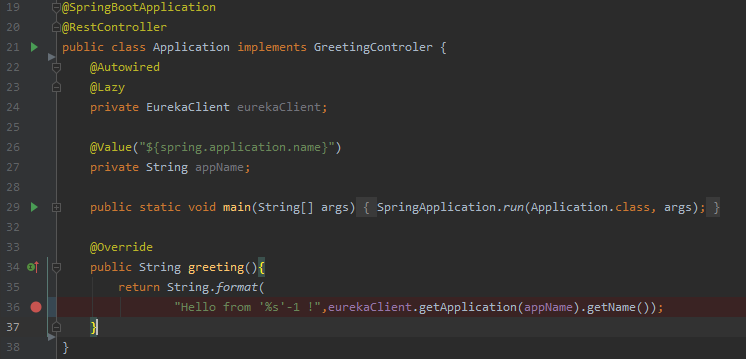 19 @SpringBootApplication
20 @RestController
21 public class Application implements GreetingControler {
22 @Autowired
23 @Lazy
24 private EurekaClient eurekaClient;
25
26 @Value("${spring.application.name}")
27 private String appName;
28
29 public static void main(String[] args) { SpringApplication.run(Application.class, args); }
32
33 @Override
34 public String greeting(){
35 return String.format(
36 "Hello from '%s'-1 !",eurekaClient.getApplication(appName).getName());
37 }
38 }